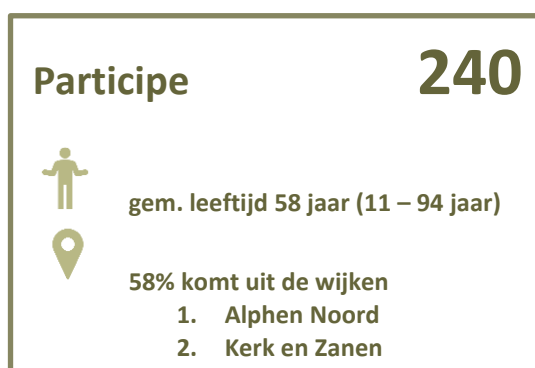 Participe 240
gem. leeftijd 58 jaar (11 – 94 jaar)
58% komt uit de wijken
1. Alphen Noord
2. Kerk en Zanen